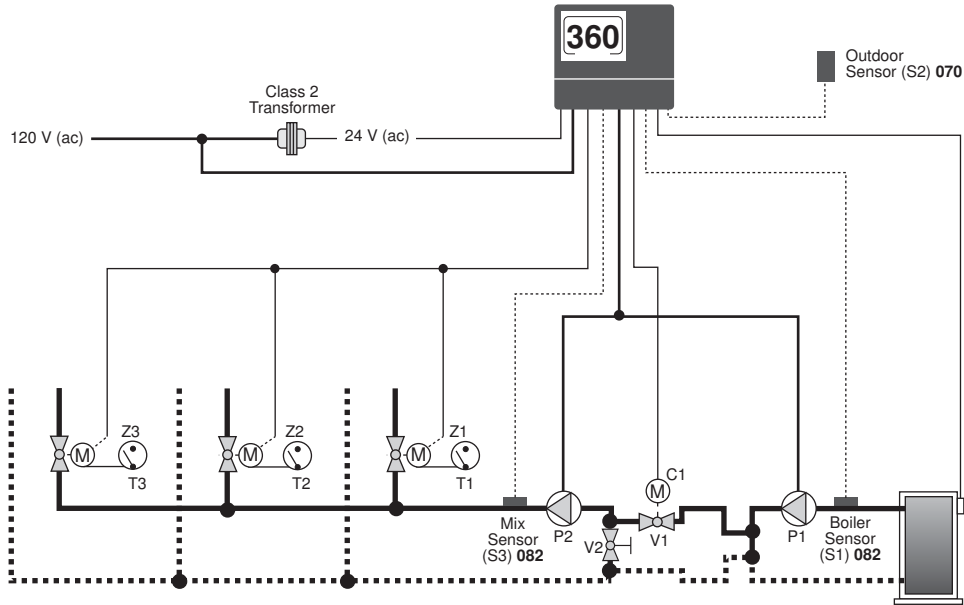 360
Outdoor
Sensor (S2) 070
Class 2
Transformer
120 V (ac)
24 V (ac)
Z3
M
T3
Z2
M
T2
Z1
M
T1
C1
M
Mix
Sensor
(S3) 082
P2
V2
V1
P1
Boiler
Sensor
(S1) 082